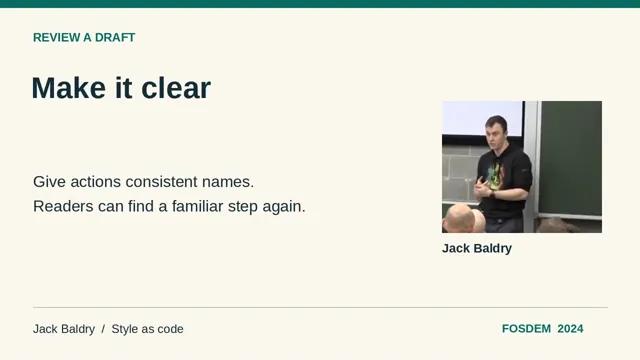 REVIEW A DRAFT
Make it clear
Give actions consistent names.
Readers can find a familiar step again.
Jack Baldry
Jack Baldry / Style as code
FOSDEM 2024